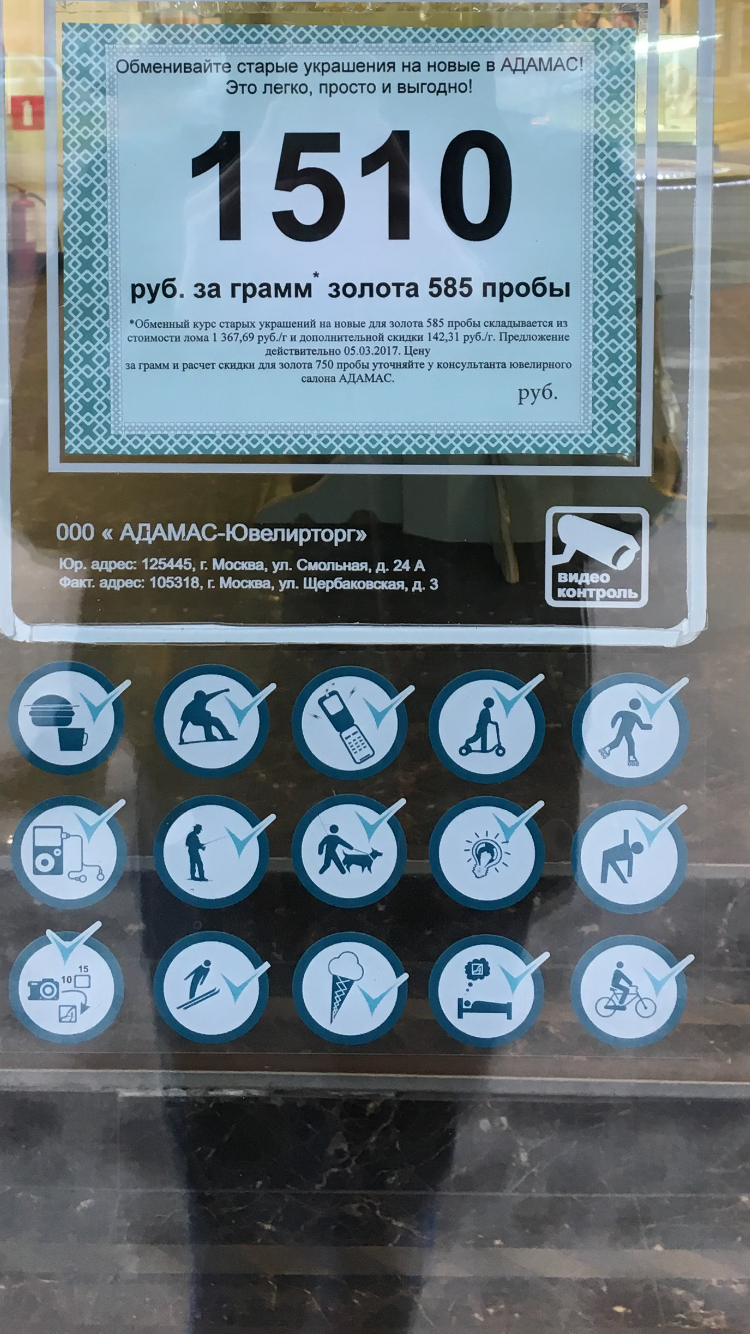 Обменивайте старые украшения на новые в АДАМАС!
Это легко, просто и выгодно!
1510
руб. за грамм* золота 585 пробы
*Обменный курс старых украшений на новые для золота 585 пробы складывается из
стоимости лома 1 367,69 руб./г и дополнительной скидки 142,31 руб./г. Предложение
действительно 05.03.2017. Цену
за грамм и расчет скидки для золота 750 пробы уточняйте у консультанта ювелирного
салона АДАМАС.
руб.
ООО « АДАМАС-Ювелирторг»
Юр. адрес: 125445, г. Москва, ул. Смольная, д. 24 А
Факт. адрес: 105318, г. Москва, ул. Щербаковская, д. 3
видео
контроль
10 15